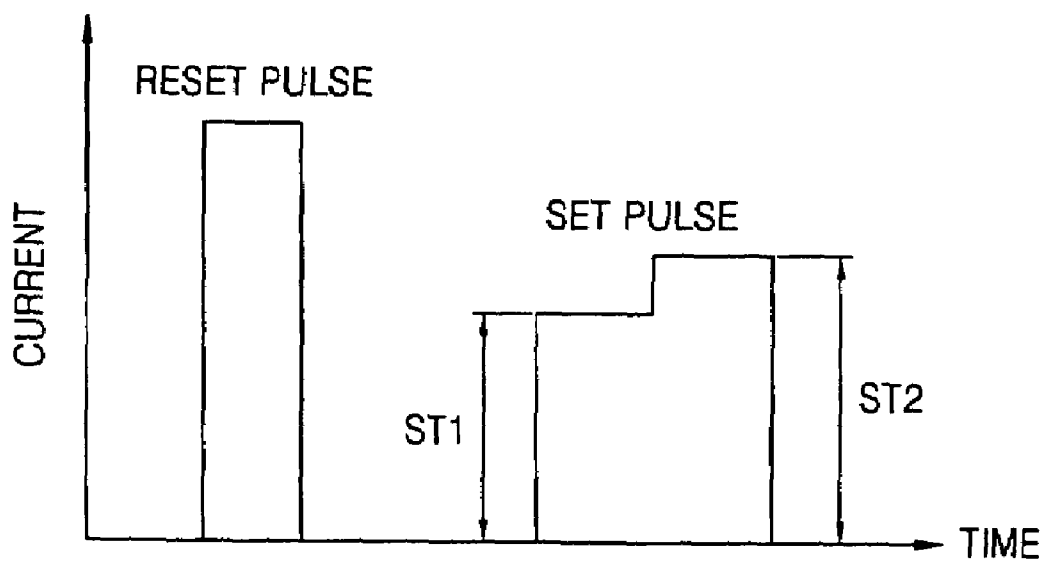 RESET PULSE
SET PULSE
CURRENT
ST1
ST2
TIME